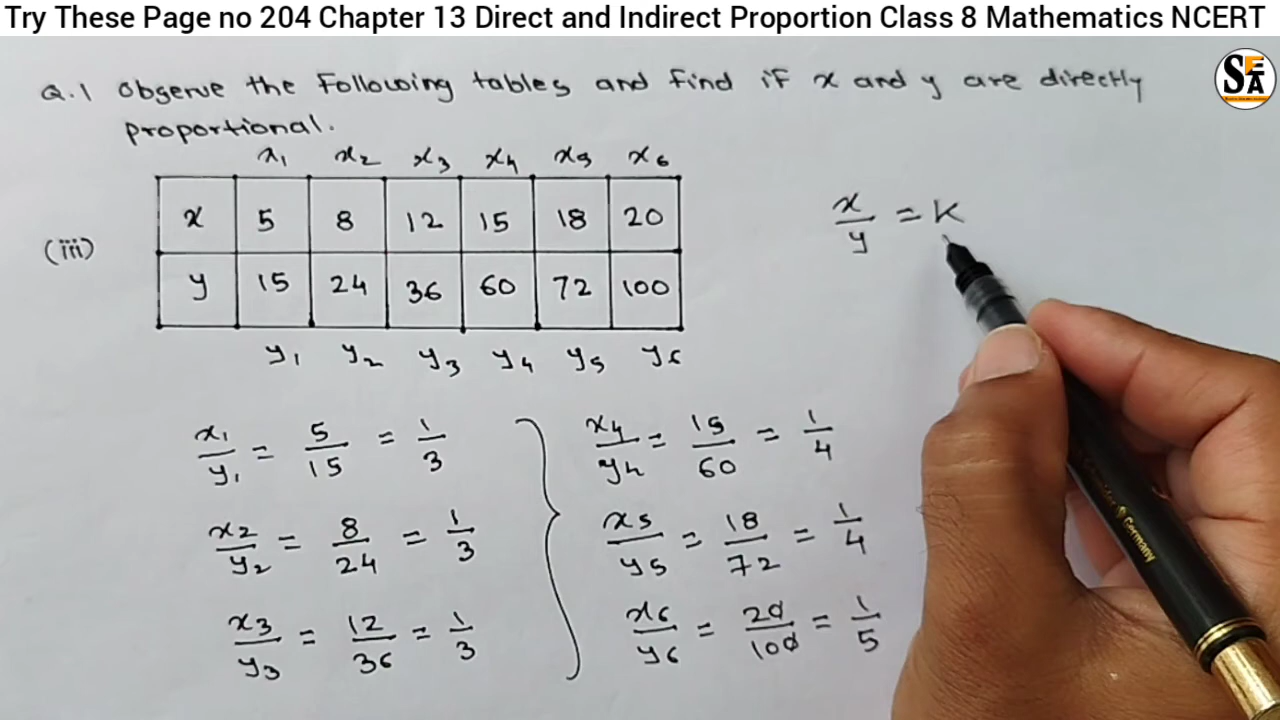 Try These Page no 204 Chapter 13 Direct and Indirect Proportion Class 8 Mathematics NCERT
Q.1 Observe the Following tables and find if x and y are directly
proportional.
SFEA
x₁ x₂ x₃ x₄ x₅ x₆
(iii)
x 5 8 12 15 18 20
y 15 24 36 60 72 100
y₁ y₂ y₃ y₄ y₅ y₆
x/y = K
x₁/y₁ = 5/15 = 1/3
x₂/y₂ = 8/24 = 1/3
x₃/y₃ = 12/36 = 1/3
x₄/y₄ = 15/60 = 1/4
x₅/y₅ = 18/72 = 1/4
x₆/y₆ = 20/100 = 1/5
Germany